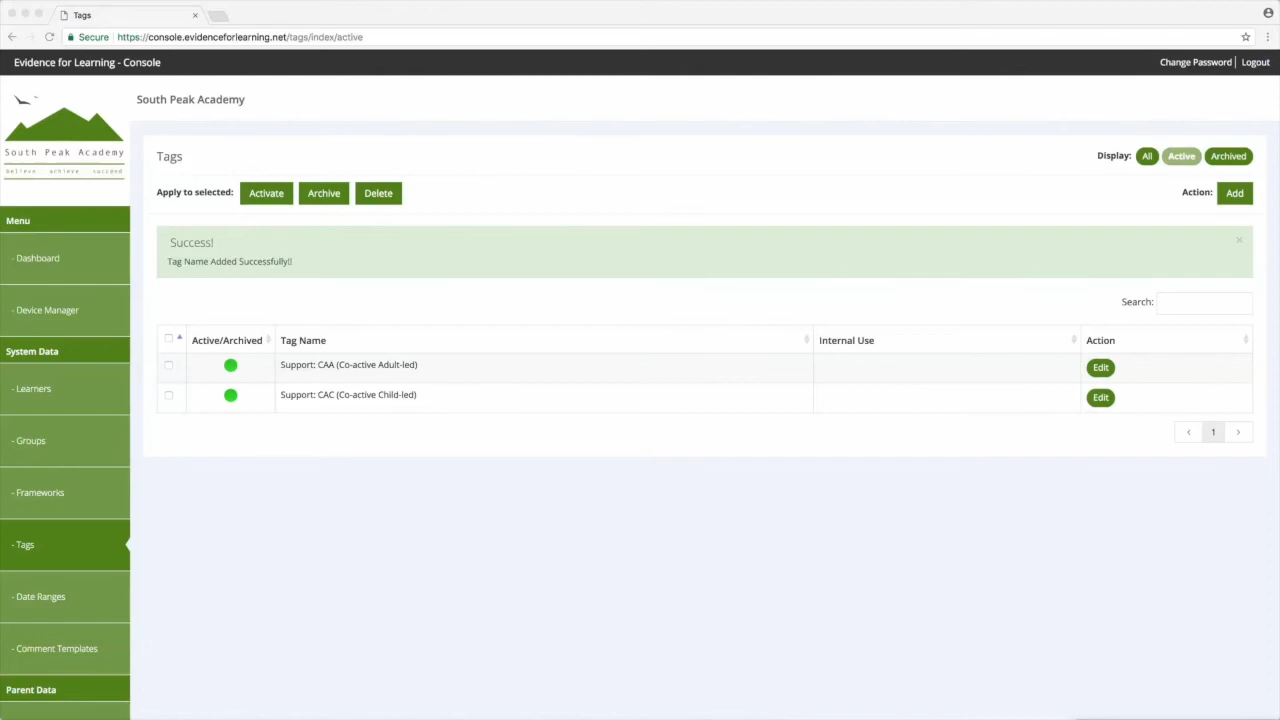 Tags
Secure https://console.evidenceforlearning.net/tags/index/active
Evidence for Learning - Console
Change Password | Logout
South Peak Academy
believe achieve succeed
South Peak Academy
Tags
Display: All Active Archived
Apply to selected: Activate Archive Delete
Action: Add
Success!
Tag Name Added Successfully!!
Search:
Active/Archived Tag Name Internal Use Action
Support: CAA (Co-active Adult-led) Edit
Support: CAC (Co-active Child-led) Edit
< 1 >
Menu
- Dashboard
- Device Manager
System Data
- Learners
- Groups
- Frameworks
- Tags
- Date Ranges
- Comment Templates
Parent Data